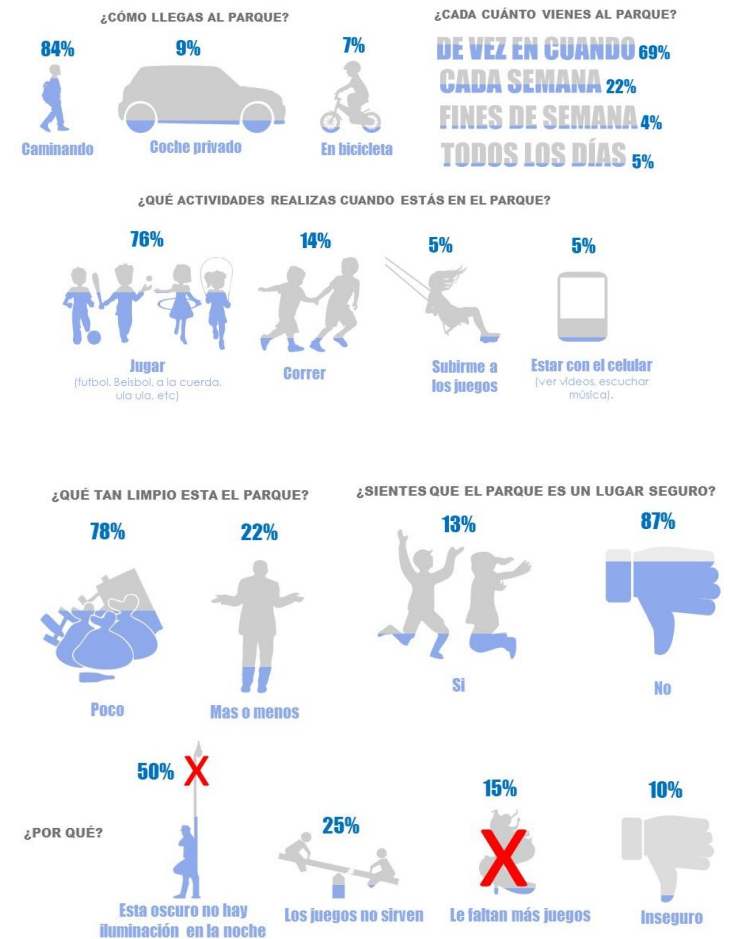 ¿CÓMO LLEGAS AL PARQUE?
84%
9%
7%
Caminando
Coche privado
En bicicleta
¿CADA CUÁNTO VIENES AL PARQUE?
DE VEZ EN CUANDO 69%
CADA SEMANA 22%
FINES DE SEMANA 4%
TODOS LOS DÍAS 5%
¿QUÉ ACTIVIDADES REALIZAS CUANDO ESTÁS EN EL PARQUE?
76%
14%
5%
5%
Jugar
(futbol. Beisbol, a la cuerda,
ula ula, etc)
Correr
Subirme a
los juegos
Estar con el celular
(ver videos, escuchar
música).
¿QUÉ TAN LIMPIO ESTA EL PARQUE?
78%
22%
Poco
Mas o menos
¿SIENTES QUE EL PARQUE ES UN LUGAR SEGURO?
13%
87%
Si
No
¿POR QUÉ?
50%
25%
15%
10%
Esta oscuro no hay
iluminación en la noche
Los juegos no sirven
Le faltan más juegos
Inseguro